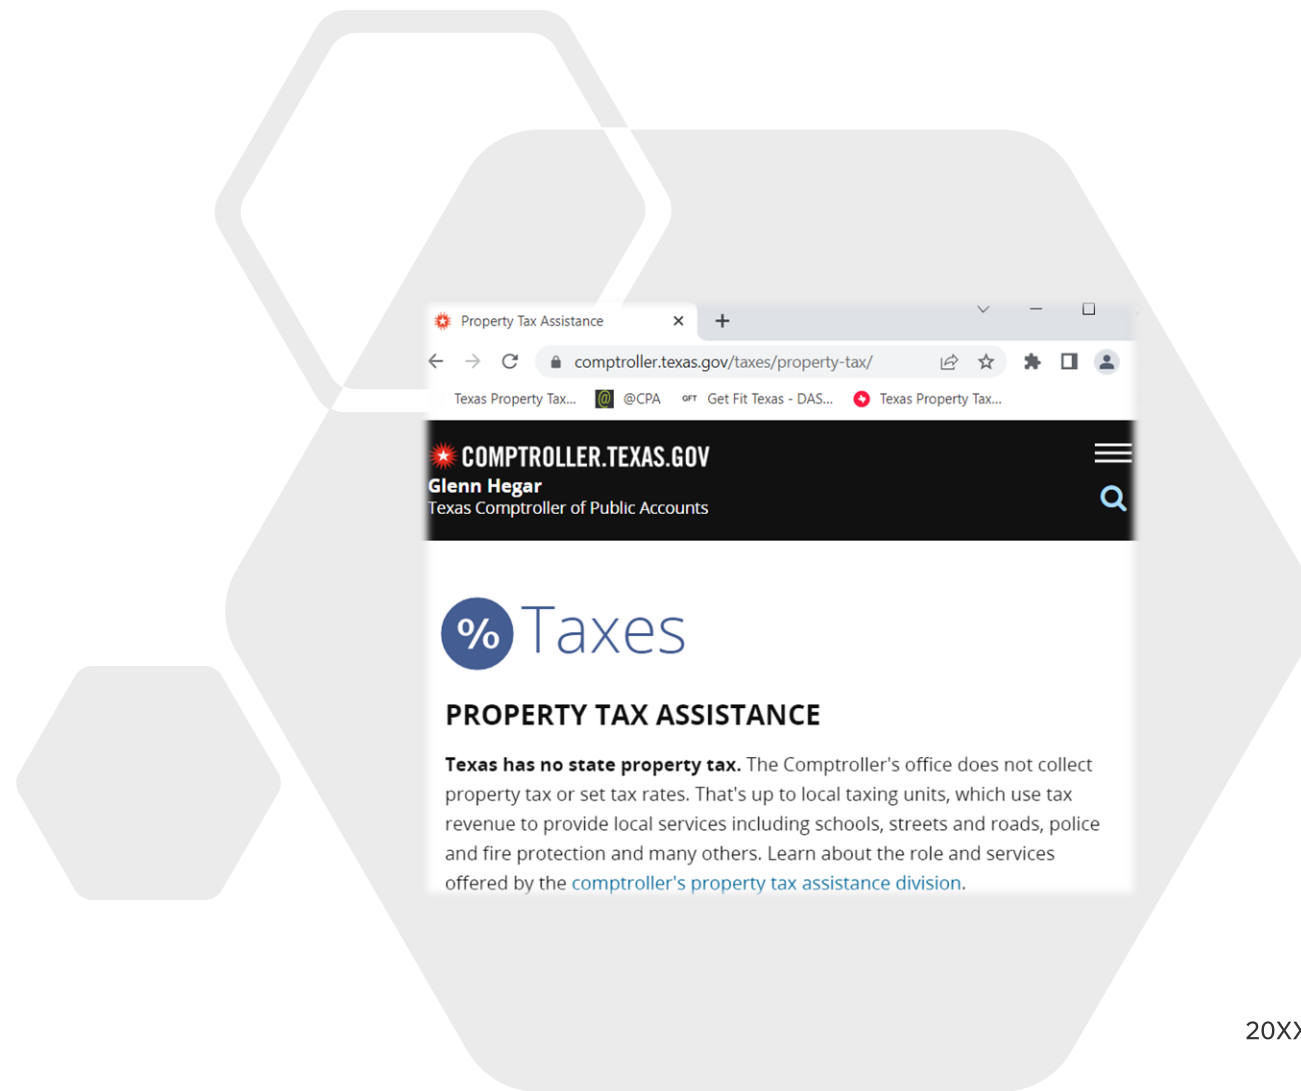 Property Tax Assistance
comptroller.texas.gov/taxes/property-tax/
Texas Property Tax... @ @CPA GFT Get Fit Texas - DAS... Texas Property Tax...
COMPTROLLER.TEXAS.GOV
Glenn Hegar
Texas Comptroller of Public Accounts
% Taxes
PROPERTY TAX ASSISTANCE
Texas has no state property tax. The Comptroller's office does not collect
property tax or set tax rates. That's up to local taxing units, which use tax
revenue to provide local services including schools, streets and roads, police
and fire protection and many others. Learn about the role and services
offered by the comptroller's property tax assistance division.
20XX